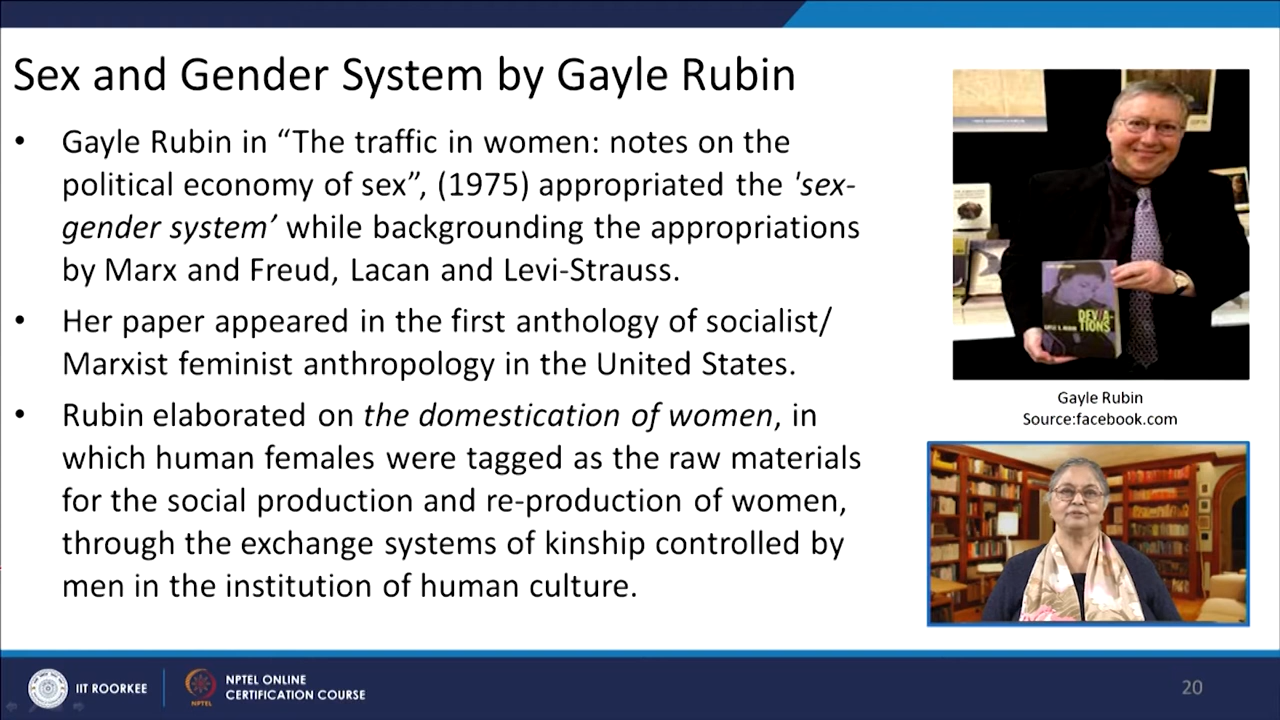 Sex and Gender System by Gayle Rubin
• Gayle Rubin in “The traffic in women: notes on the
political economy of sex”, (1975) appropriated the 'sex-
gender system’ while backgrounding the appropriations
by Marx and Freud, Lacan and Levi-Strauss.
• Her paper appeared in the first anthology of socialist/
Marxist feminist anthropology in the United States.
• Rubin elaborated on the domestication of women, in
which human females were tagged as the raw materials
for the social production and re-production of women,
through the exchange systems of kinship controlled by
men in the institution of human culture.
DEVIA-
TIONS
Gayle Rubin
Source:facebook.com
IIT ROORKEE
NPTEL
NPTEL ONLINE
CERTIFICATION COURSE
20